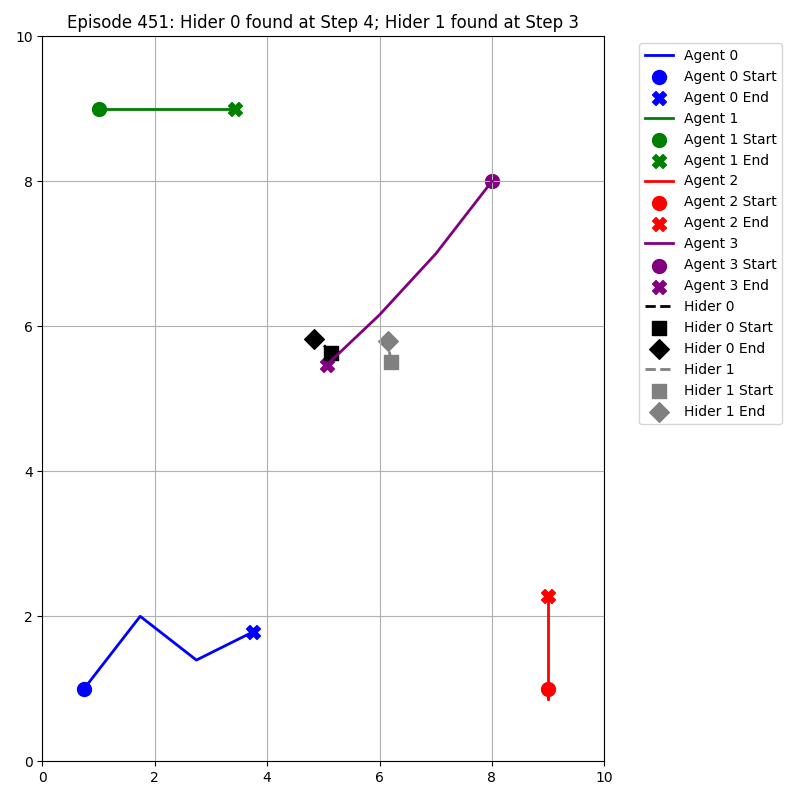 Episode 451: Hider 0 found at Step 4; Hider 1 found at Step 3
10
8
6
4
2
0
0 2 4 6 8 10
Agent 0
Agent 0 Start
Agent 0 End
Agent 1
Agent 1 Start
Agent 1 End
Agent 2
Agent 2 Start
Agent 2 End
Agent 3
Agent 3 Start
Agent 3 End
Hider 0
Hider 0 Start
Hider 0 End
Hider 1
Hider 1 Start
Hider 1 End